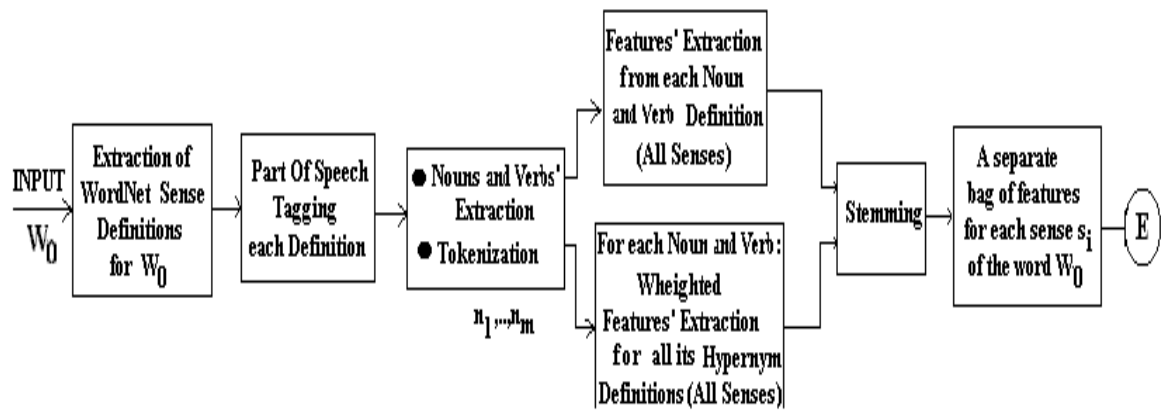 INPUT
W0
Extraction of
WordNet Sense
Definitions
for W0
Part Of Speech
Tagging
each Definition
● Nouns and Verbs'
Extraction
● Tokenization
n1,..,nm
Features' Extraction
from each Noun
and Verb Definition
(All Senses)
For each Noun and Verb:
Wheighted
Features' Extraction
for all its Hypernym
Definitions (All Senses)
Stemming
A separate
bag of features
for each sense si
of the word W0
E